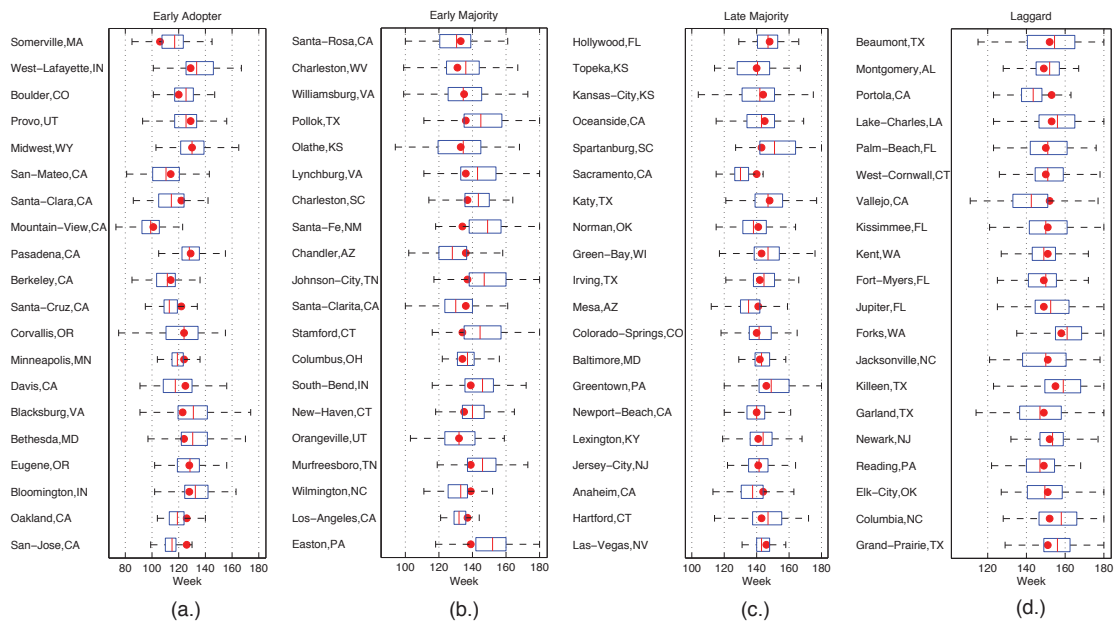 Early Adopter
Somerville,MA
West-Lafayette,IN
Boulder,CO
Provo,UT
Midwest,WY
San-Mateo,CA
Santa-Clara,CA
Mountain-View,CA
Pasadena,CA
Berkeley,CA
Santa-Cruz,CA
Corvallis,OR
Minneapolis,MN
Davis,CA
Blacksburg,VA
Bethesda,MD
Eugene,OR
Bloomington,IN
Oakland,CA
San-Jose,CA
80 100 120 140 160 180
Week
(a.)
Early Majority
Santa-Rosa,CA
Charleston,WV
Williamsburg,VA
Pollok,TX
Olathe,KS
Lynchburg,VA
Charleston,SC
Santa-Fe,NM
Chandler,AZ
Johnson-City,TN
Santa-Clarita,CA
Stamford,CT
Columbus,OH
South-Bend,IN
New-Haven,CT
Orangeville,UT
Murfreesboro,TN
Wilmington,NC
Los-Angeles,CA
Easton,PA
100 120 140 160 180
Week
(b.)
Late Majority
Hollywood,FL
Topeka,KS
Kansas-City,KS
Oceanside,CA
Spartanburg,SC
Sacramento,CA
Katy,TX
Norman,OK
Green-Bay,WI
Irving,TX
Mesa,AZ
Colorado-Springs,CO
Baltimore,MD
Greentown,PA
Newport-Beach,CA
Lexington,KY
Jersey-City,NJ
Anaheim,CA
Hartford,CT
Las-Vegas,NV
100 120 140 160 180
Week
(c.)
Laggard
Beaumont,TX
Montgomery,AL
Portola,CA
Lake-Charles,LA
Palm-Beach,FL
West-Cornwall,CT
Vallejo,CA
Kissimmee,FL
Kent,WA
Fort-Myers,FL
Jupiter,FL
Forks,WA
Jacksonville,NC
Killeen,TX
Garland,TX
Newark,NJ
Reading,PA
Elk-City,OK
Columbia,NC
Grand-Prairie,TX
120 140 160 180
Week
(d.)